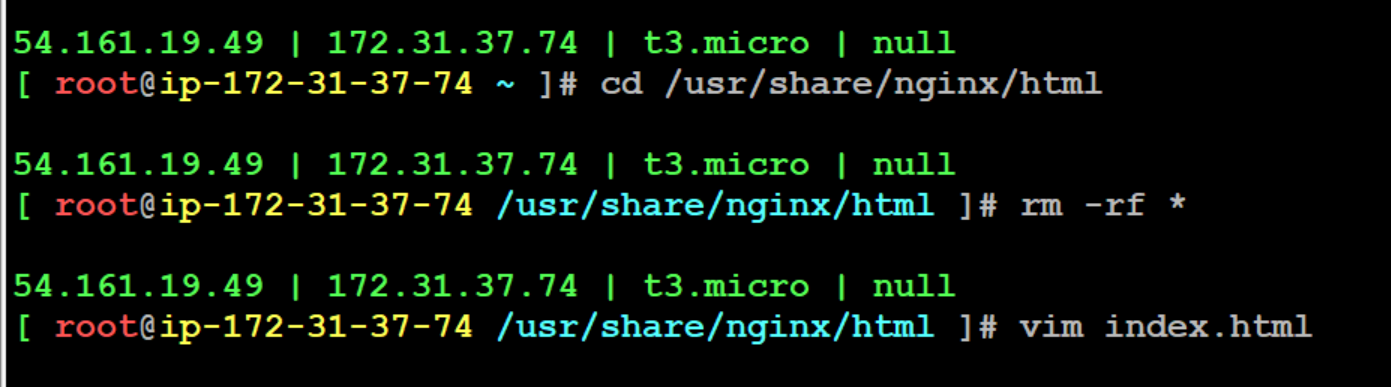 54.161.19.49 | 172.31.37.74 | t3.micro | null
[ root@ip-172-31-37-74 ~ ]# cd /usr/share/nginx/html
54.161.19.49 | 172.31.37.74 | t3.micro | null
[ root@ip-172-31-37-74 /usr/share/nginx/html ]# rm -rf *
54.161.19.49 | 172.31.37.74 | t3.micro | null
[ root@ip-172-31-37-74 /usr/share/nginx/html ]# vim index.html